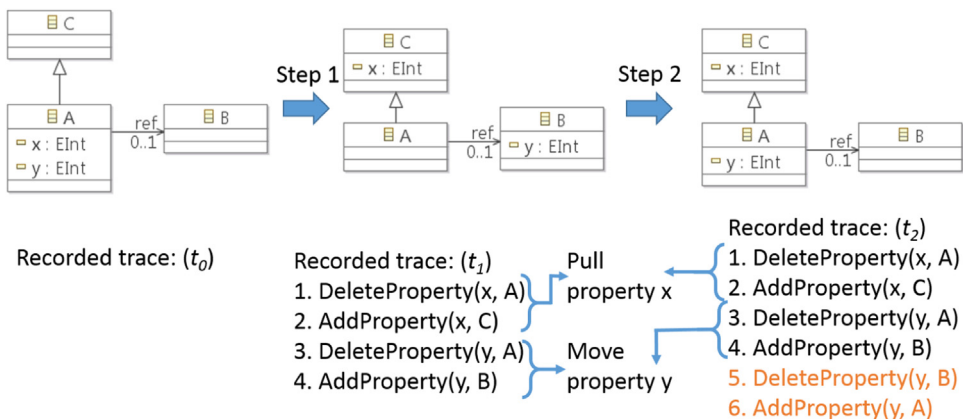 C
A
x : EInt
y : EInt
ref
0..1
B
Step 1
C
x : EInt
A
ref
0..1
B
y : EInt
Step 2
C
x : EInt
A
y : EInt
ref
0..1
B
Recorded trace: (t0)
Recorded trace: (t1)
1. DeleteProperty(x, A)
2. AddProperty(x, C)
3. DeleteProperty(y, A)
4. AddProperty(y, B)
Pull
property x
Move
property y
Recorded trace: (t2)
1. DeleteProperty(x, A)
2. AddProperty(x, C)
3. DeleteProperty(y, A)
4. AddProperty(y, B)
5. DeleteProperty(y, B)
6. AddProperty(y, A)